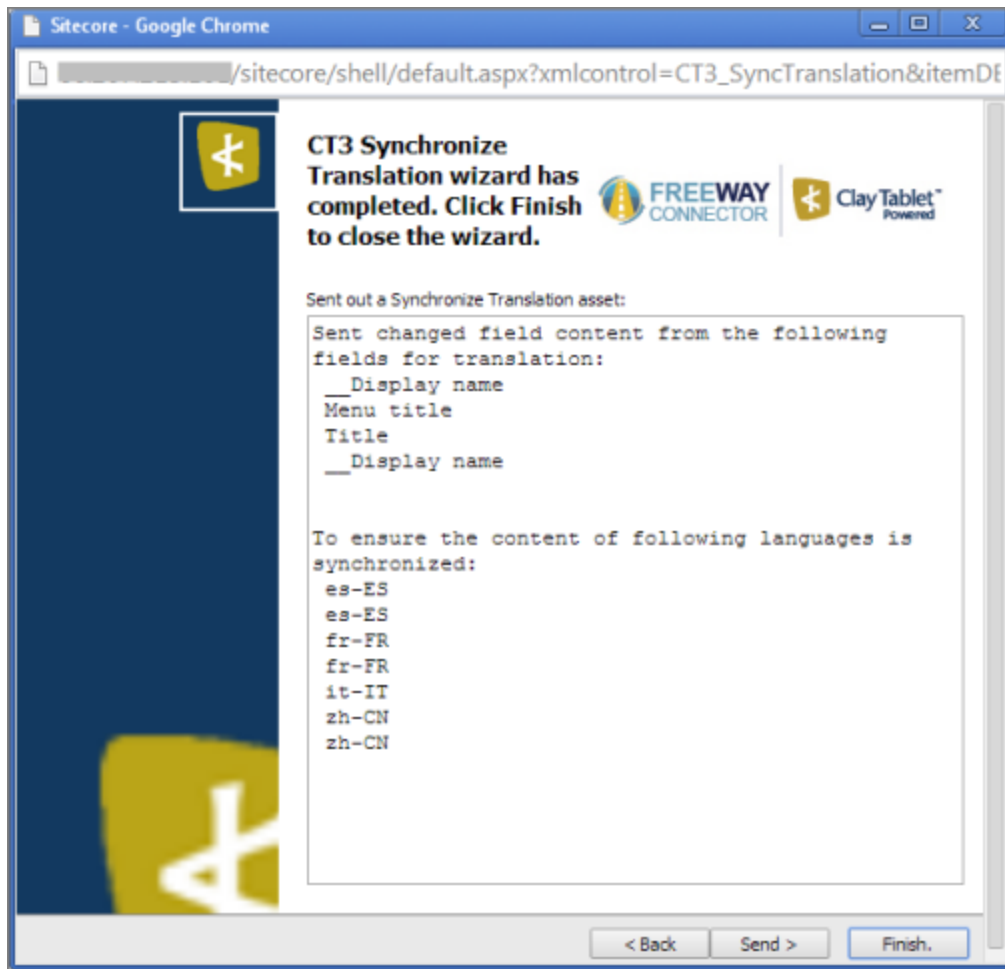 Sitecore - Google Chrome
/sitecore/shell/default.aspx?xmlcontrol=CT3_SyncTranslation&itemDE
CT3 Synchronize
Translation wizard has
completed. Click Finish
to close the wizard.
FREEWAY
CONNECTOR
Clay Tablet™
Powered
Sent out a Synchronize Translation asset:
Sent changed field content from the following
fields for translation:
__Display name
Menu title
Title
__Display name
To ensure the content of following languages is
synchronized:
es-ES
es-ES
fr-FR
fr-FR
it-IT
zh-CN
zh-CN
< Back
Send >
Finish.